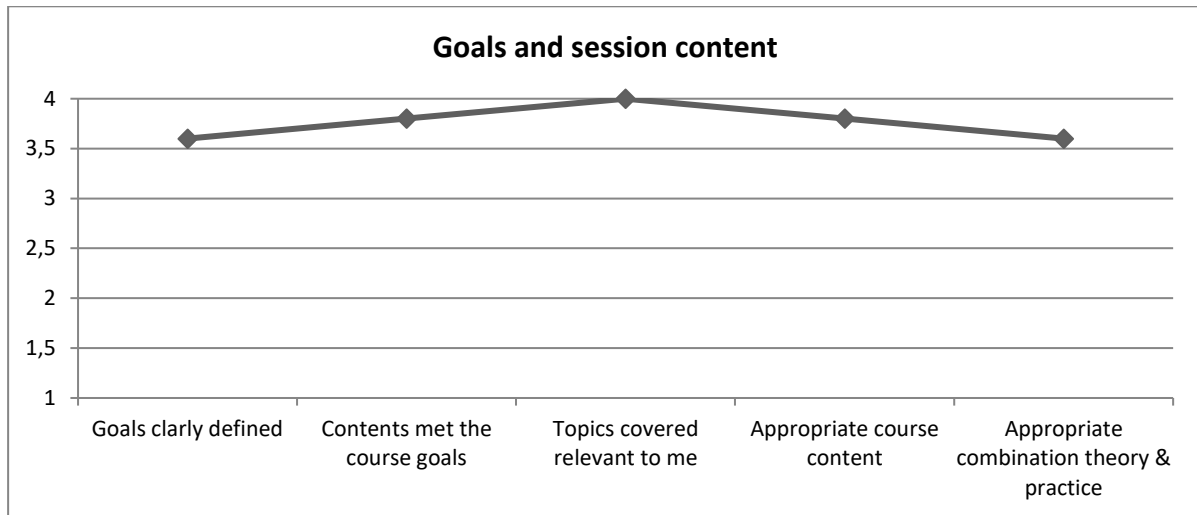 Goals and session content
4
3,5
3
2,5
2
1,5
1
Goals clarly defined
Contents met the
course goals
Topics covered
relevant to me
Appropriate course
content
Appropriate
combination theory &
practice